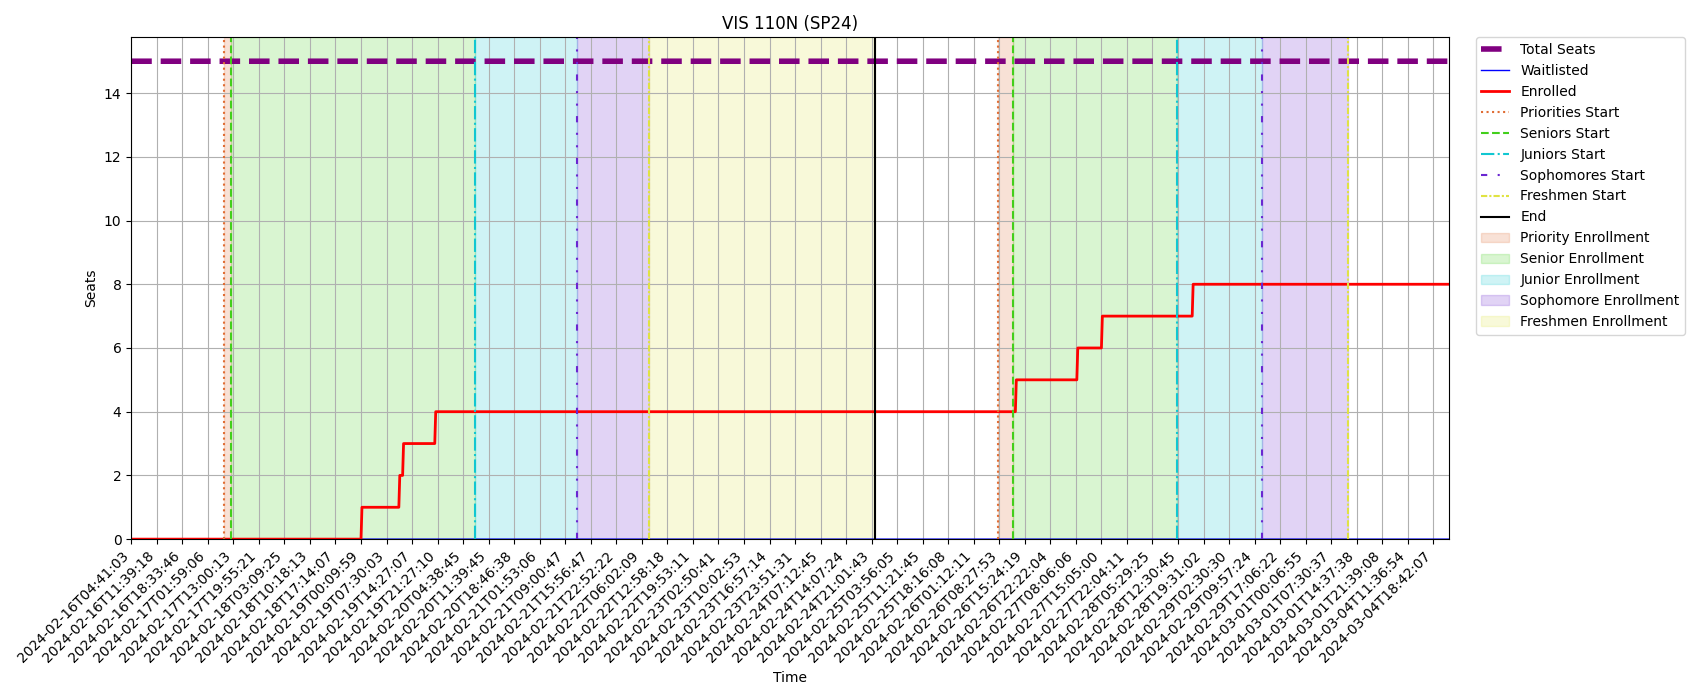 VIS 110N (SP24)
Total Seats
Waitlisted
Enrolled
Priorities Start
Seniors Start
Juniors Start
Sophomores Start
Freshmen Start
End
Priority Enrollment
Senior Enrollment
Junior Enrollment
Sophomore Enrollment
Freshmen Enrollment
Seats
14
12
10
8
6
4
2
0
2024-02-16T04:41:03
2024-02-16T11:39:18
2024-02-16T18:33:46
2024-02-17T01:59:06
2024-02-17T13:00:13
2024-02-17T19:55:21
2024-02-18T03:09:25
2024-02-18T10:18:13
2024-02-18T17:14:07
2024-02-19T00:09:59
2024-02-19T07:30:03
2024-02-19T14:27:07
2024-02-19T21:27:10
2024-02-20T04:38:45
2024-02-20T11:39:45
2024-02-20T18:46:38
2024-02-21T01:53:06
2024-02-21T09:00:47
2024-02-21T15:56:47
2024-02-21T22:52:22
2024-02-22T06:02:09
2024-02-22T12:58:18
2024-02-22T19:53:11
2024-02-23T02:50:41
2024-02-23T10:02:53
2024-02-23T16:57:14
2024-02-23T23:51:31
2024-02-24T07:12:45
2024-02-24T14:07:24
2024-02-24T21:01:43
2024-02-25T03:56:05
2024-02-25T11:21:45
2024-02-25T18:16:08
2024-02-26T01:12:11
2024-02-26T08:27:53
2024-02-26T15:24:19
2024-02-26T22:22:04
2024-02-27T08:06:06
2024-02-27T15:05:00
2024-02-27T22:04:11
2024-02-28T05:29:25
2024-02-28T12:30:45
2024-02-28T19:31:02
2024-02-29T02:30:30
2024-02-29T09:57:24
2024-02-29T17:06:22
2024-03-01T00:06:55
2024-03-01T07:30:37
2024-03-01T14:37:38
2024-03-01T21:39:08
2024-03-04T11:36:54
2024-03-04T18:42:07
Time